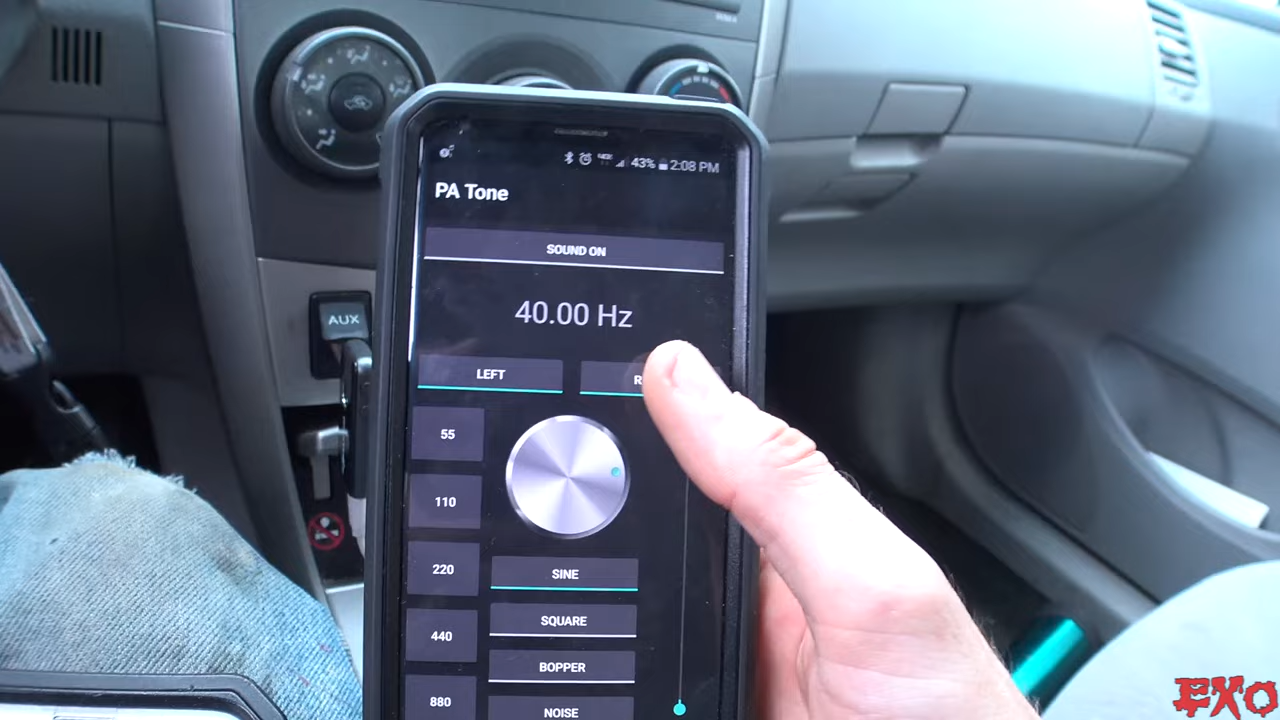 43% 2:08 PM
PA Tone
SOUND ON
40.00 Hz
LEFT
55
110
220
440
880
SINE
SQUARE
BOPPER
NOISE
AUX
EXO